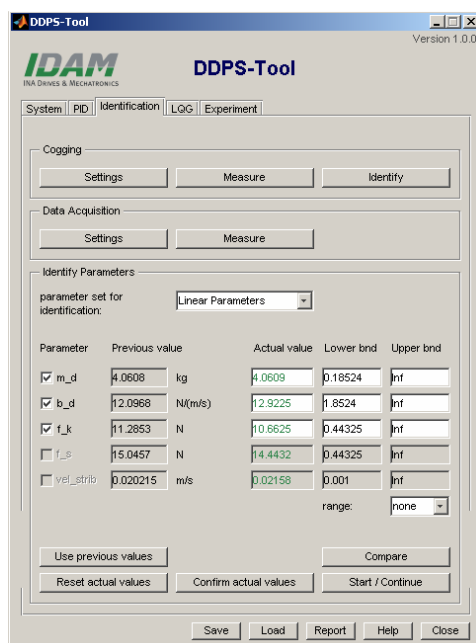 DDPS-Tool
Version 1.0.0
IDAM
INA DRIVES & MECHATRONICS
DDPS-Tool
System PID Identification LQG Experiment
Cogging
Settings Measure Identify
Data Acquisition
Settings Measure
Identify Parameters
parameter set for
identification:
Linear Parameters
Parameter Previous value Actual value Lower bnd Upper bnd
m_d 4.0608 kg 4.0609 0.18524 Inf
b_d 12.0968 N/(m/s) 12.9225 1.8524 Inf
f_k 11.2853 N 10.6625 0.44325 Inf
f_s 15.0457 N 14.4432 0.44325 Inf
vel_strib 0.020215 m/s 0.02158 0.001 Inf
range: none
Use previous values Compare
Reset actual values Confirm actual values Start / Continue
Save Load Report Help Close